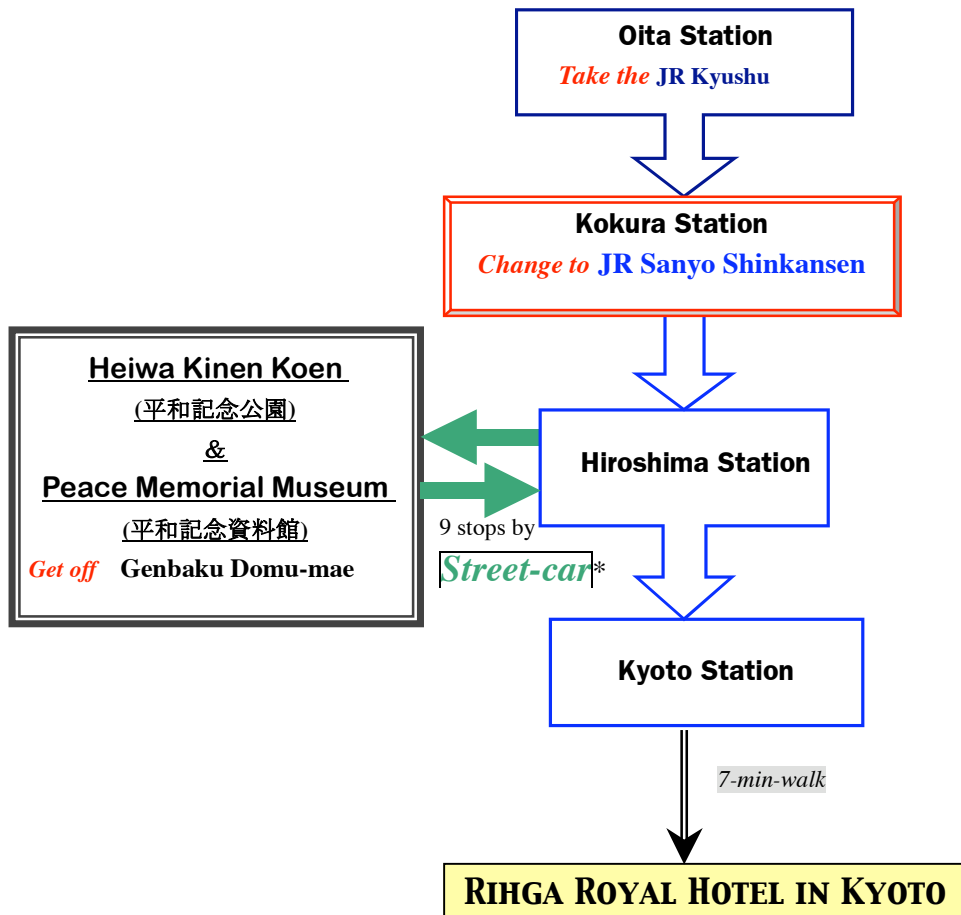 Oita Station
Take the JR Kyushu
Kokura Station
Change to JR Sanyo Shinkansen
Heiwa Kinen Koen
(平和記念公園)
&
Peace Memorial Museum
(平和記念資料館)
Get off Genbaku Domu-mae
Hiroshima Station
9 stops by
Street-car*
Kyoto Station
7-min-walk
RIHGA ROYAL HOTEL IN KYOTO